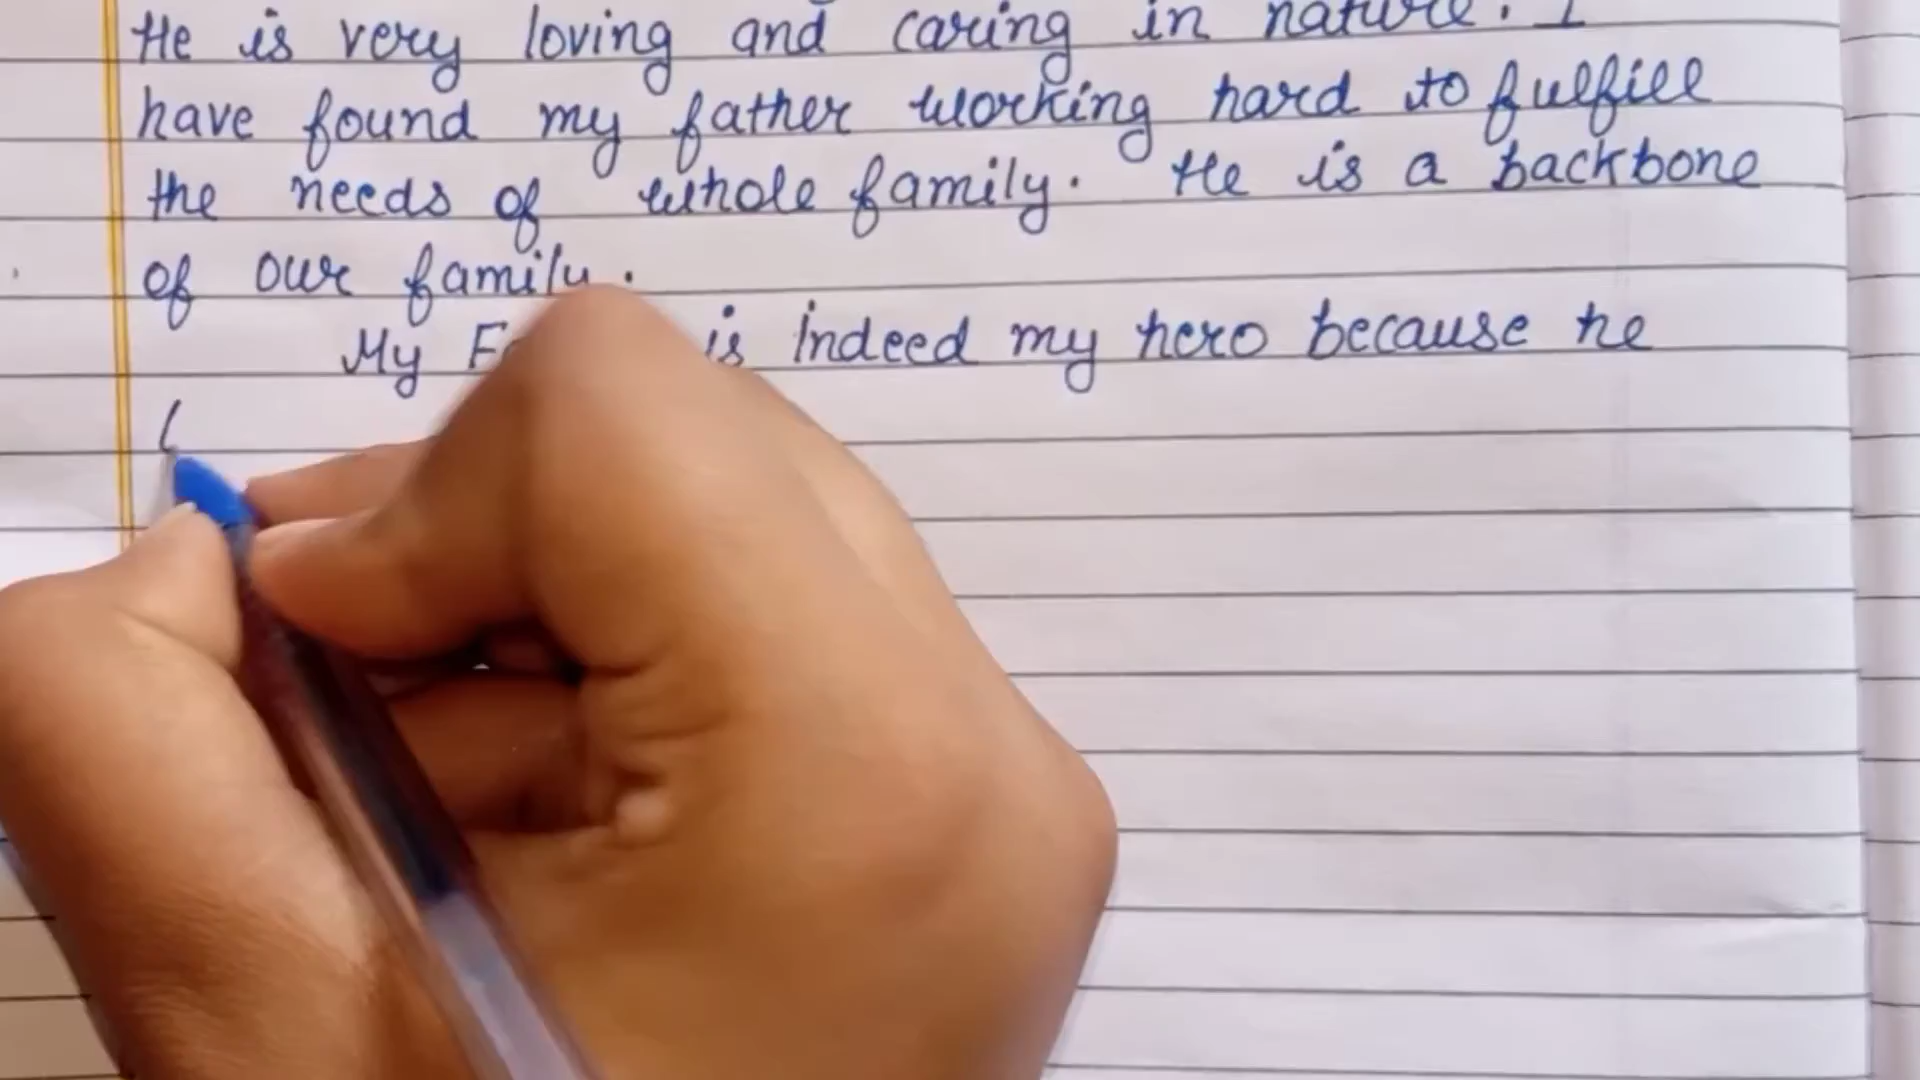 He is very loving and caring in nature. I
have found my father working hard to fulfill
the needs of whole family. He is a backbone
of our family.
My is indeed my hero because he